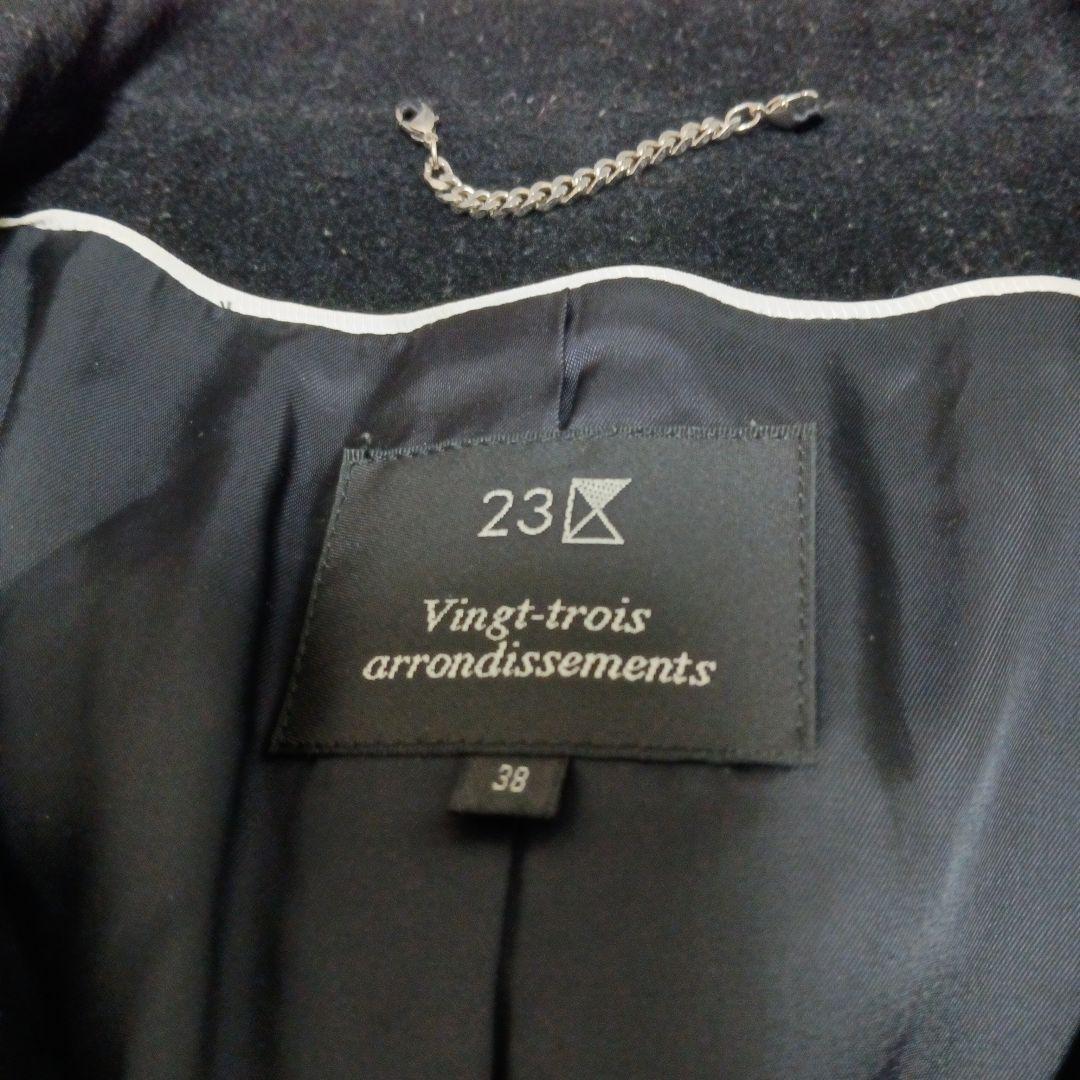 23
Vingt-trois
arrondissements
38